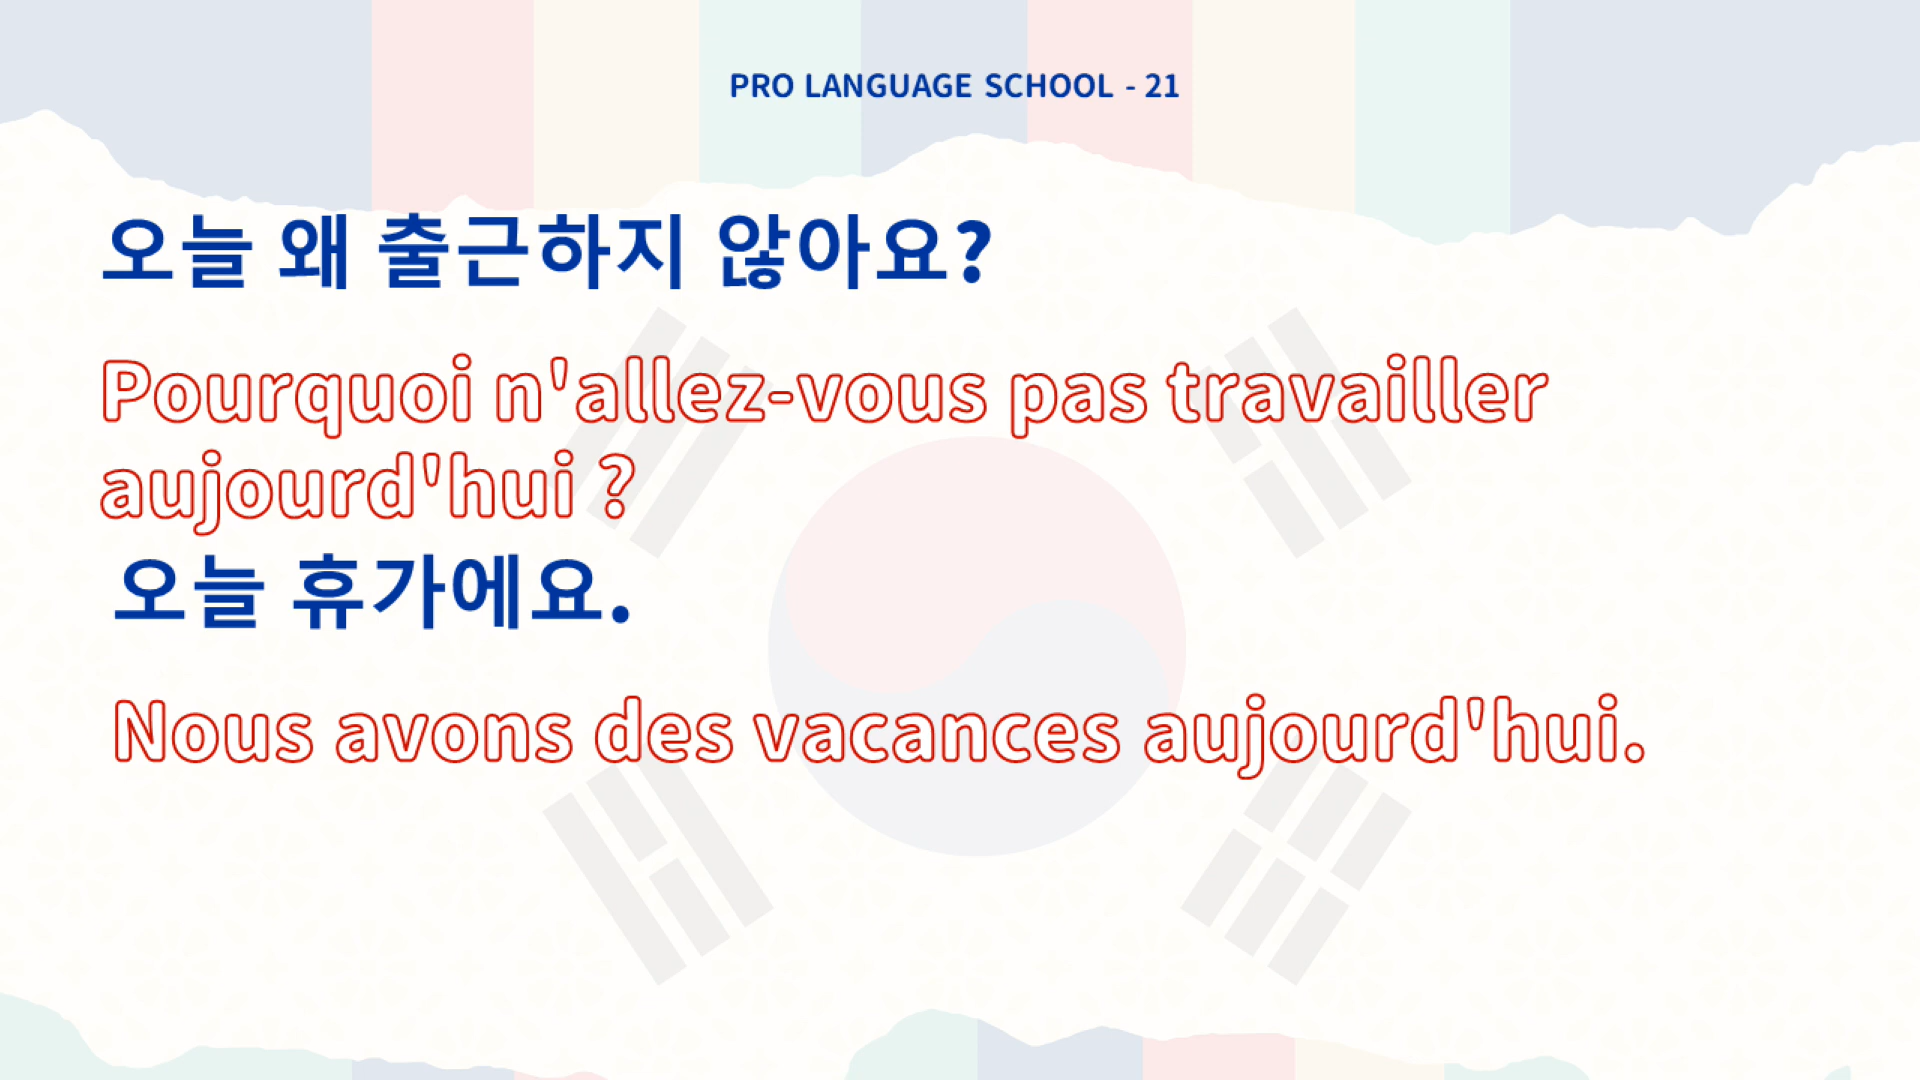 PRO LANGUAGE SCHOOL - 21
오늘 왜 출근하지 않아요?
Pourquoi n'allez-vous pas travailler
aujourd'hui ?
오늘 휴가에요.
Nous avons des vacances aujourd'hui.